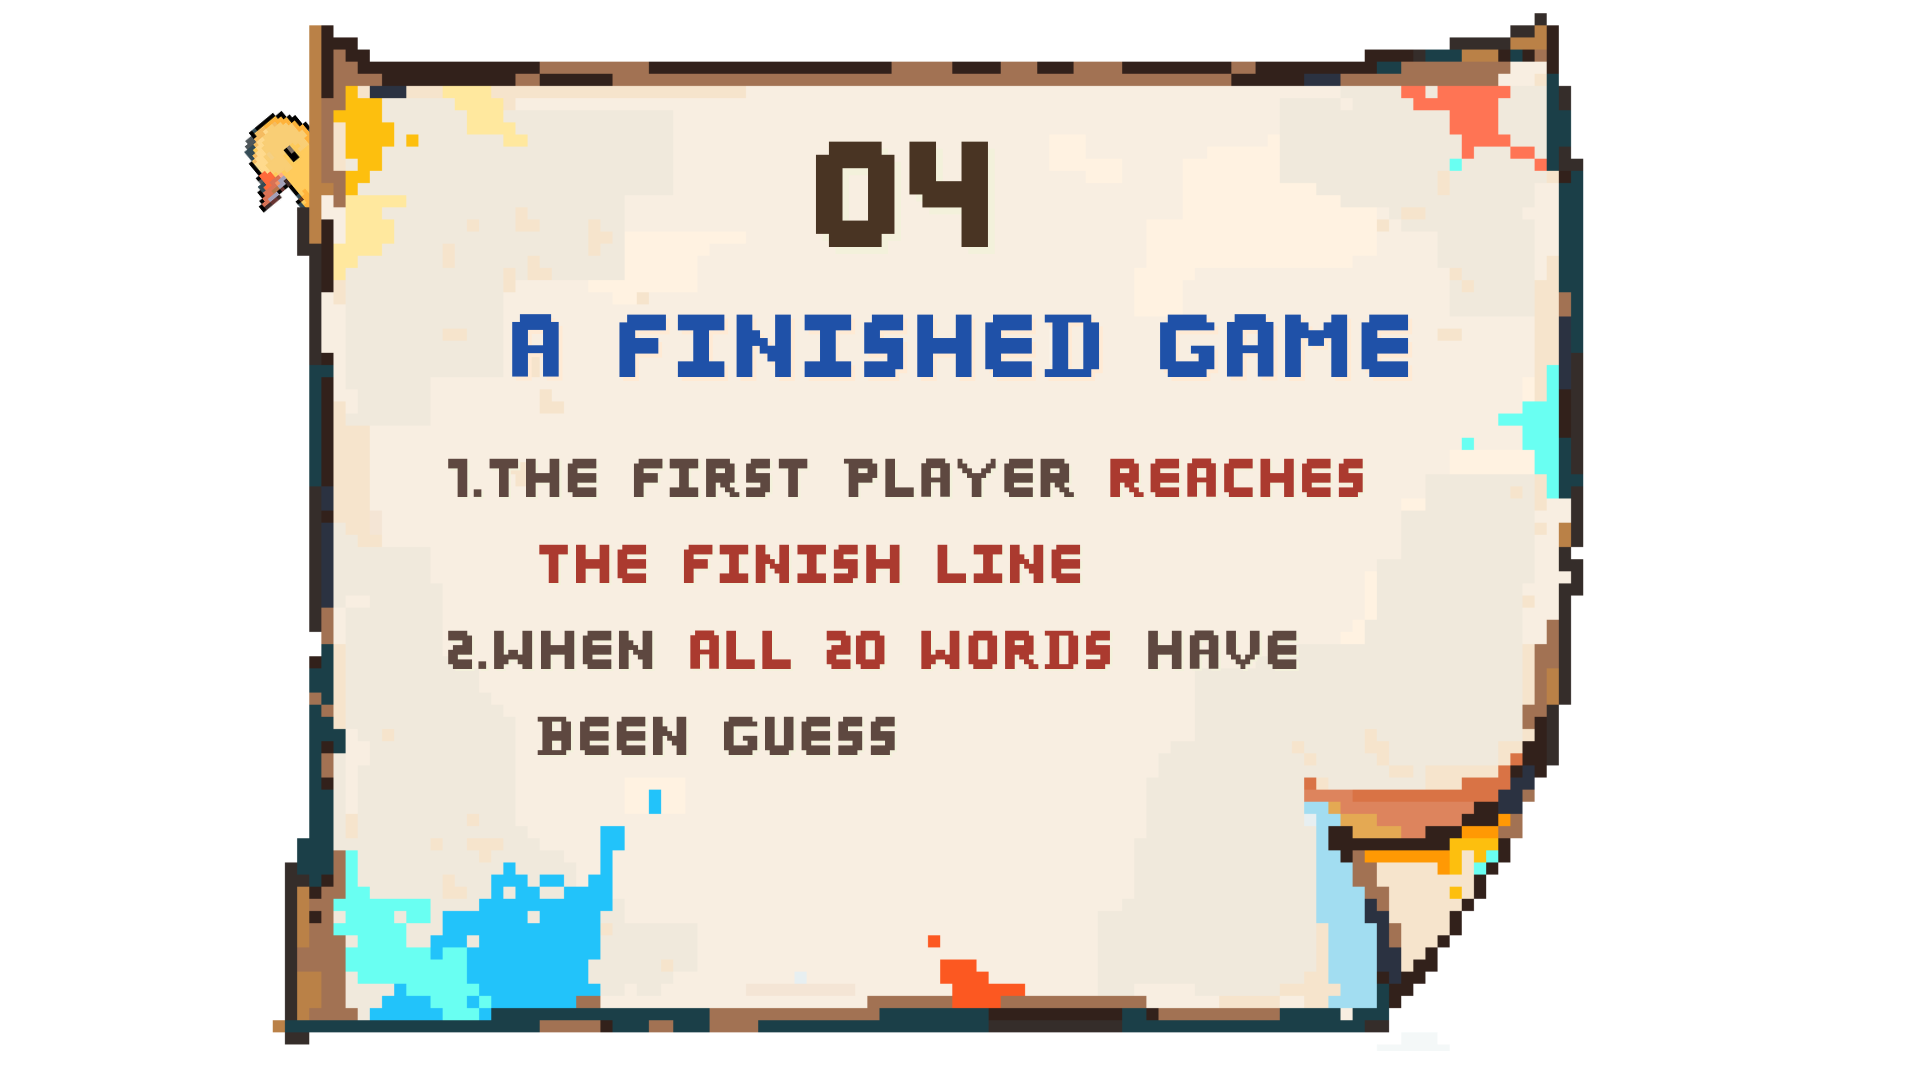 04
A FINISHED GAME
1.THE FIRST PLAYER REACHES
THE FINISH LINE
2.WHEN ALL 20 WORDS HAVE
BEEN GUESS